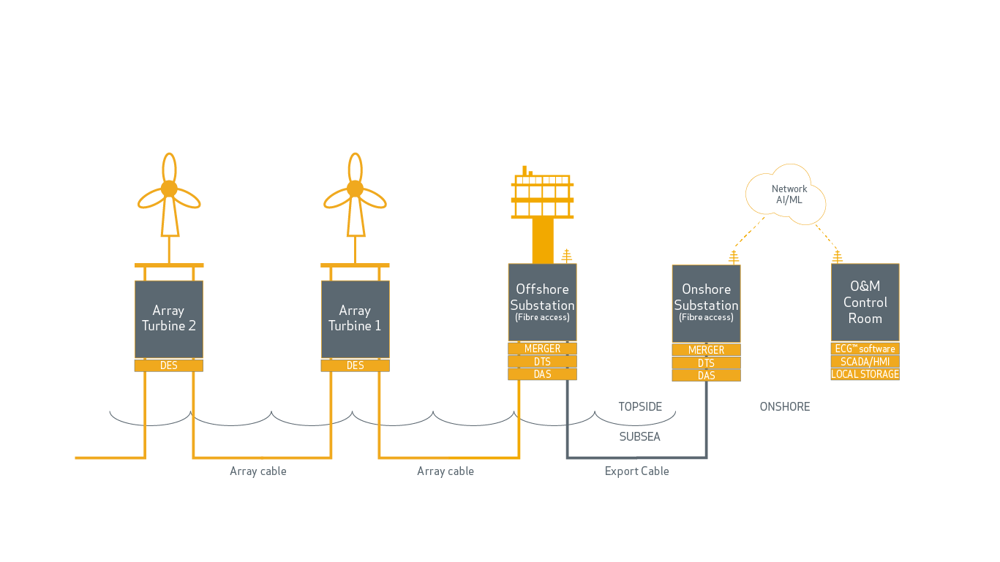 Network
AI/ML
Array
Turbine 2
DES
Array
Turbine 1
DES
Offshore
Substation
(Fibre access)
MERGER
DTS
DAS
Onshore
Substation
(Fibre access)
MERGER
DTS
DAS
O&M
Control
Room
ECG™ software
SCADA/HMI
LOCAL STORAGE
TOPSIDE
ONSHORE
SUBSEA
Array cable
Array cable
Export Cable